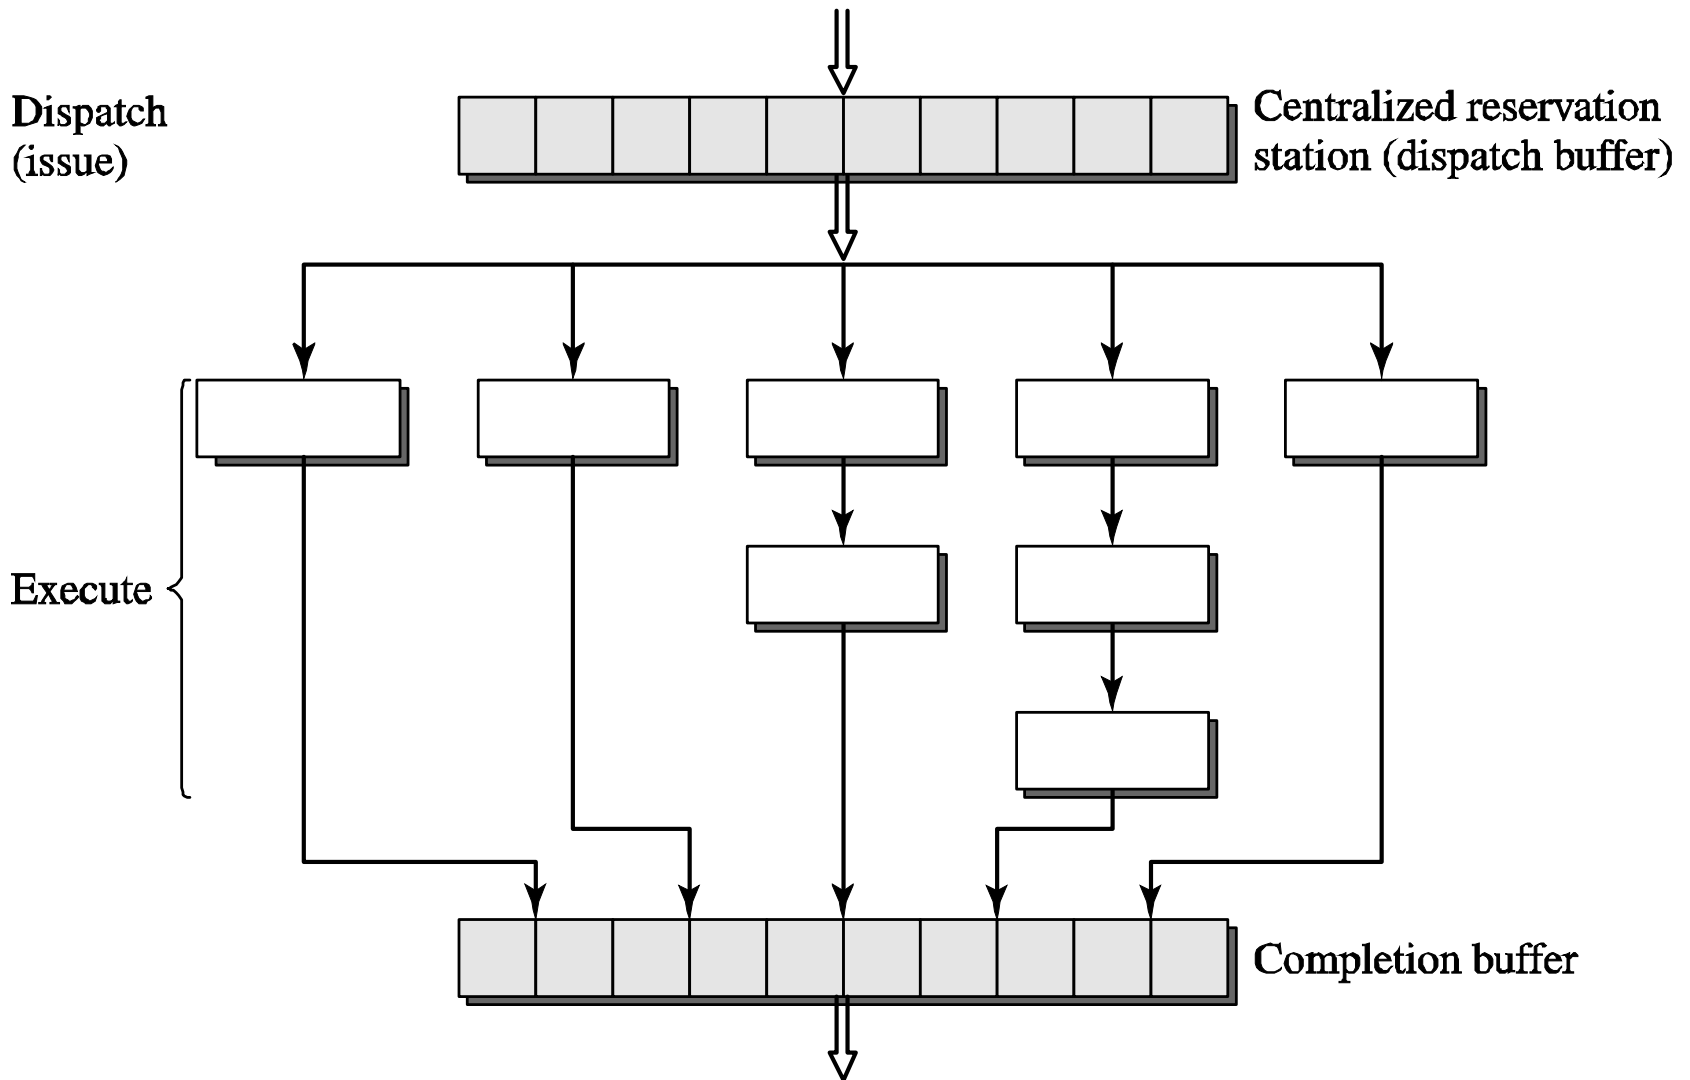 Dispatch
(issue)
Centralized reservation
station (dispatch buffer)
Execute
Completion buffer